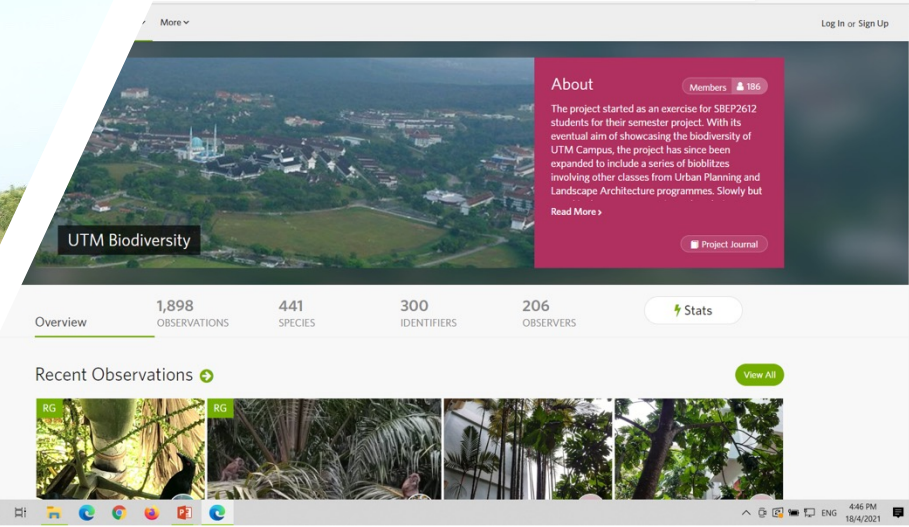 More
Log In or Sign Up
About
Members 186
The project started as an exercise for SBEP2612
students for their semester project. With its
eventual aim of showcasing the biodiversity of
UTM Campus, the project has since been
expanded to include a series of bioblitzes
involving other classes from Urban Planning and
Landscape Architecture programmes. Slowly but
Read More >
UTM Biodiversity
Project Journal
Overview
1,898
OBSERVATIONS
441
SPECIES
300
IDENTIFIERS
206
OBSERVERS
Stats
Recent Observations
View All
RG
RG
ENG
4:46 PM
18/4/2021